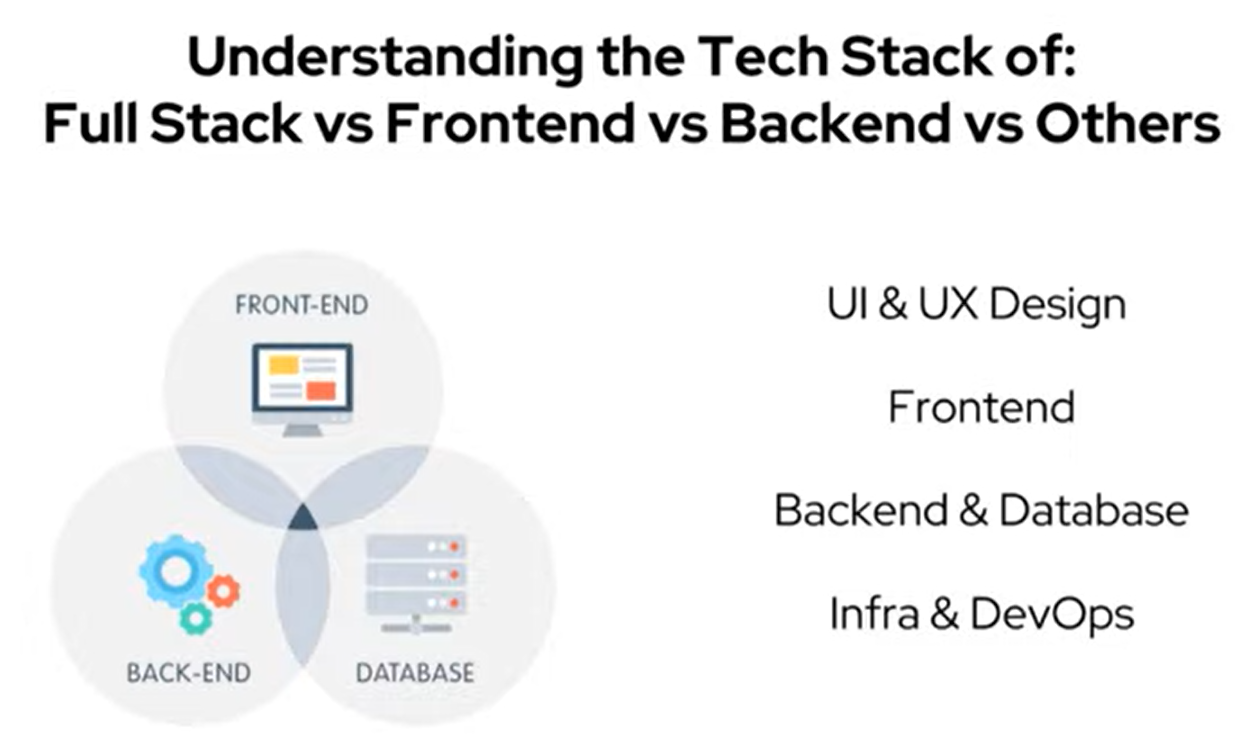 Understanding the Tech Stack of:
Full Stack vs Frontend vs Backend vs Others
FRONT-END
BACK-END
DATABASE
UI & UX Design
Frontend
Backend & Database
Infra & DevOps